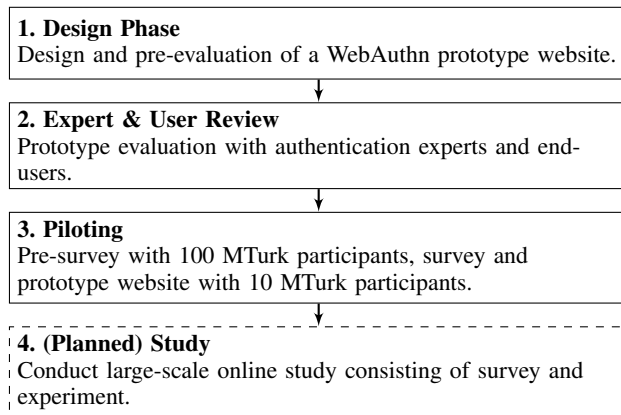 1. Design Phase
Design and pre-evaluation of a WebAuthn prototype website.
2. Expert & User Review
Prototype evaluation with authentication experts and end-
users.
3. Piloting
Pre-survey with 100 MTurk participants, survey and
prototype website with 10 MTurk participants.
4. (Planned) Study
Conduct large-scale online study consisting of survey and
experiment.